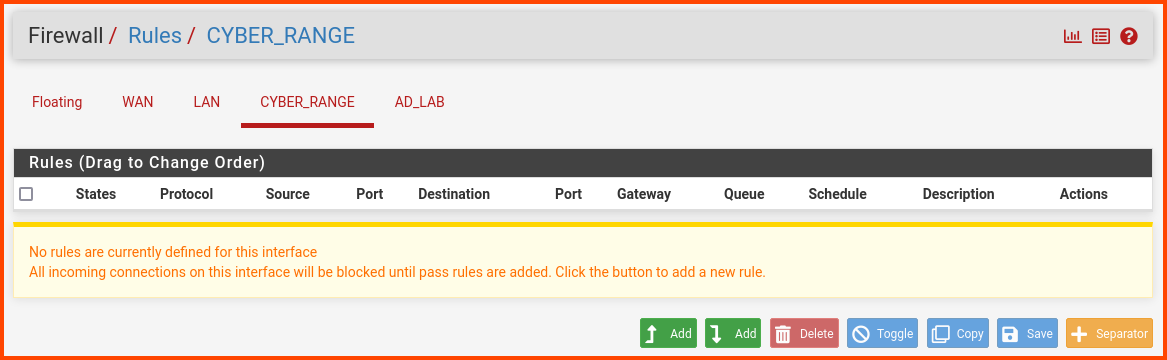 Firewall / Rules / CYBER_RANGE
Floating WAN LAN CYBER_RANGE AD_LAB
Rules (Drag to Change Order)
States Protocol Source Port Destination Port Gateway Queue Schedule Description Actions
No rules are currently defined for this interface
All incoming connections on this interface will be blocked until pass rules are added. Click the button to add a new rule.
Add Add Delete Toggle Copy Save Separator